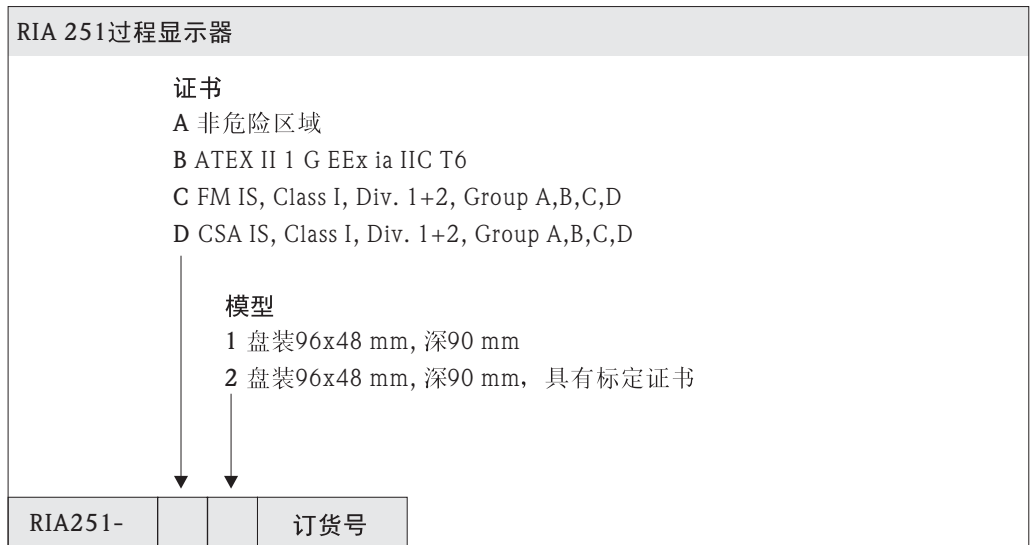 RIA 251过程显示器
证书
A 非危险区域
B ATEX II 1 G EEx ia IIC T6
C FM IS, Class I, Div. 1+2, Group A,B,C,D
D CSA IS, Class I, Div. 1+2, Group A,B,C,D
模型
1 盘装96x48 mm, 深90 mm
2 盘装96x48 mm, 深90 mm，具有标定证书
RIA251- 订货号